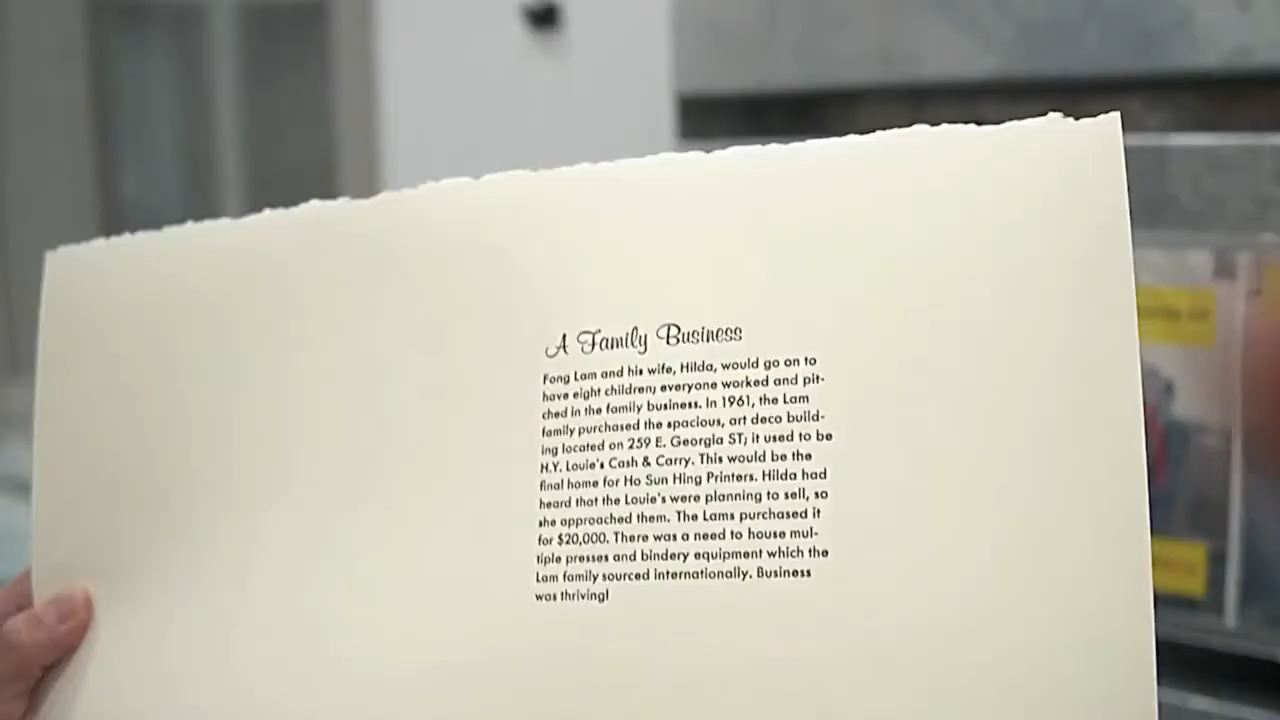 A Family Business
Fong Lam and his wife, Hilda, would go on to
have eight children; everyone worked and pit-
ched in the family business. In 1961, the Lam
family purchased the spacious, art deco build-
ing located on 259 E. Georgia ST; it used to be
H.Y. Louie's Cash & Carry. This would be the
final home for Ho Sun Hing Printers. Hilda had
heard that the Louie's were planning to sell, so
she approached them. The Lams purchased it
for $20,000. There was a need to house mul-
tiple presses and bindery equipment which the
Lam family sourced internationally. Business
was thriving!